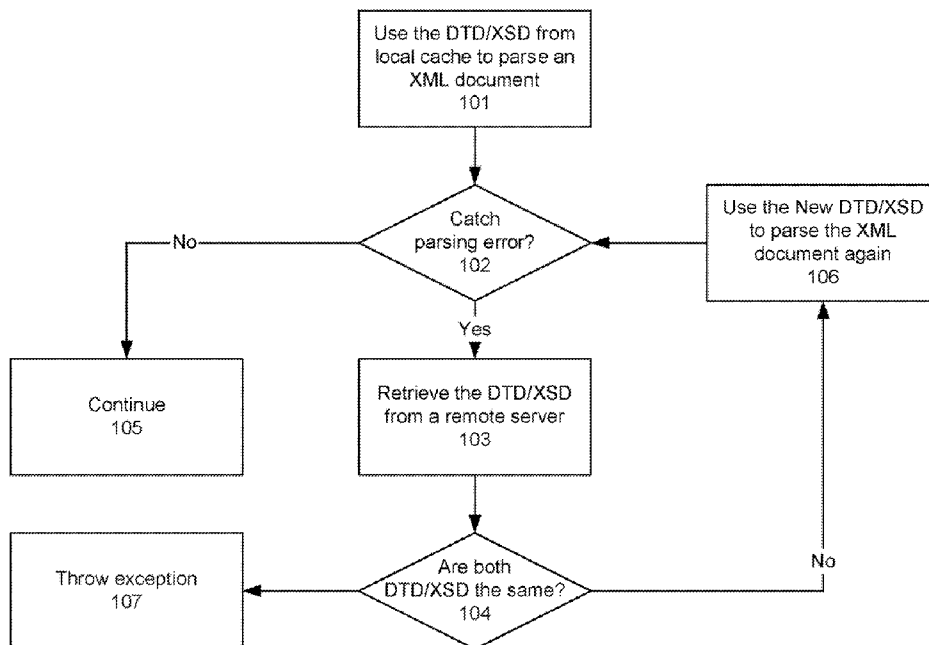 Use the DTD/XSD from
local cache to parse an
XML document
101
Catch
parsing error?
102
No
Use the New DTD/XSD
to parse the XML
document again
106
Yes
Continue
105
Retrieve the DTD/XSD
from a remote server
103
Throw exception
107
Are both
DTD/XSD the same?
104
No